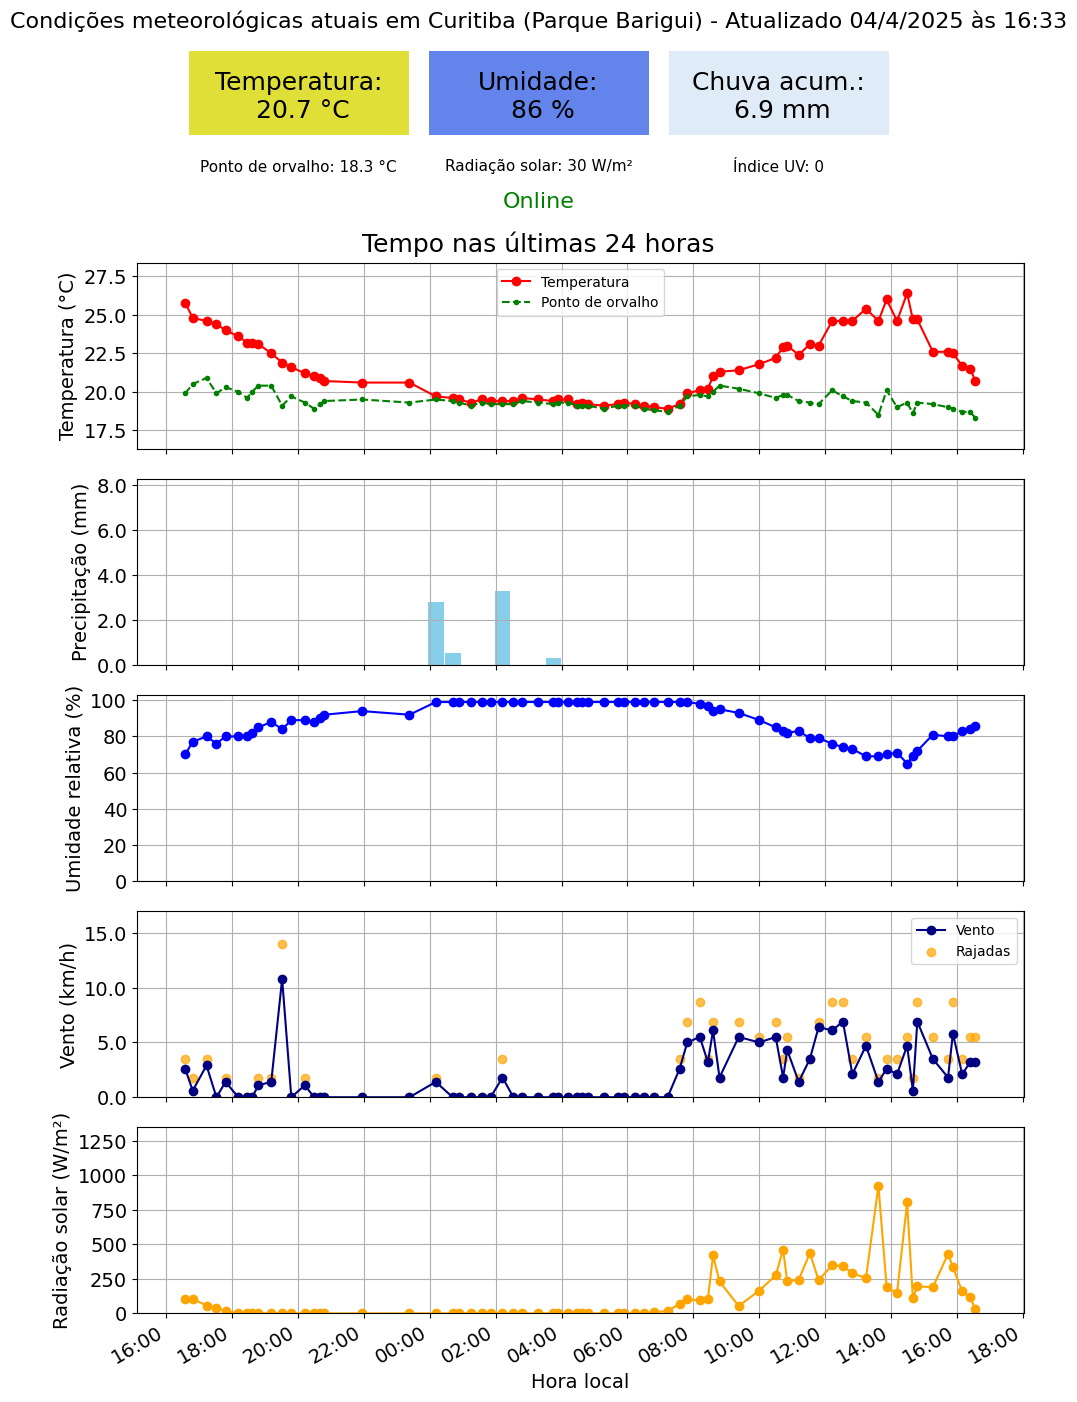 Condições meteorológicas atuais em Curitiba (Parque Barigui) - Atualizado 04/4/2025 às 16:33
Temperatura:
20.7 °C
Umidade:
86 %
Chuva acum.:
6.9 mm
Ponto de orvalho: 18.3 °C
Radiação solar: 30 W/m²
Índice UV: 0
Online
Tempo nas últimas 24 horas
Temperatura (°C)
27.5
25.0
22.5
20.0
17.5
Temperatura
Ponto de orvalho
Precipitação (mm)
8.0
6.0
4.0
2.0
0.0
Umidade relativa (%)
100
80
60
40
20
0
Vento (km/h)
15.0
10.0
5.0
0.0
Vento
Rajadas
Radiação solar (W/m²)
1250
1000
750
500
250
0
16:00
18:00
20:00
22:00
00:00
02:00
04:00
06:00
08:00
10:00
12:00
14:00
16:00
18:00
Hora local